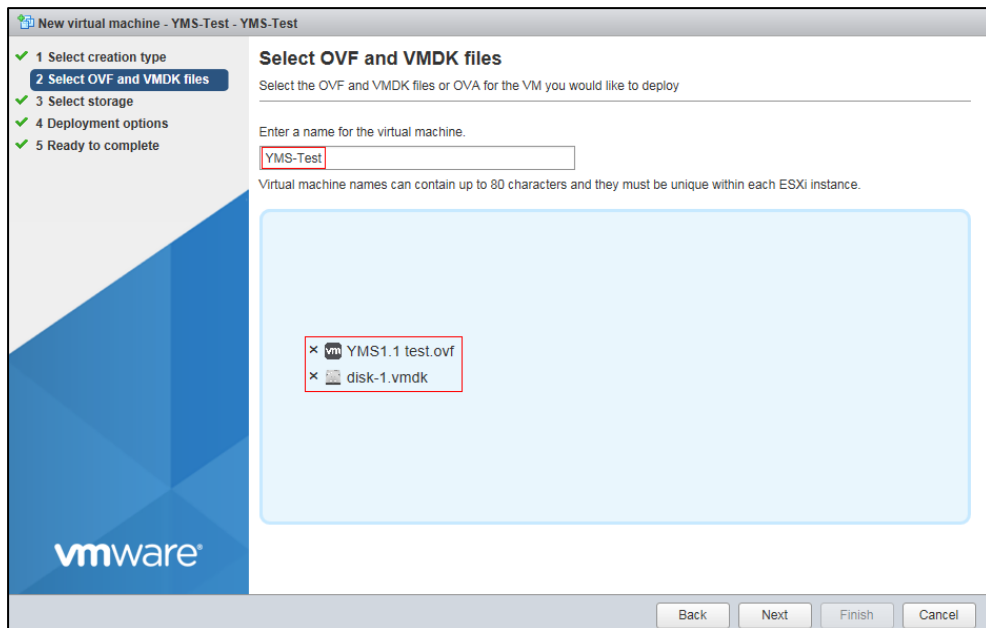 New virtual machine - YMS-Test - YMS-Test
1 Select creation type
2 Select OVF and VMDK files
3 Select storage
4 Deployment options
5 Ready to complete
Select OVF and VMDK files
Select the OVF and VMDK files or OVA for the VM you would like to deploy
Enter a name for the virtual machine.
YMS-Test
Virtual machine names can contain up to 80 characters and they must be unique within each ESXi instance.
× vm YMS1.1 test.ovf
× disk-1.vmdk
vmware®
Back Next Finish Cancel